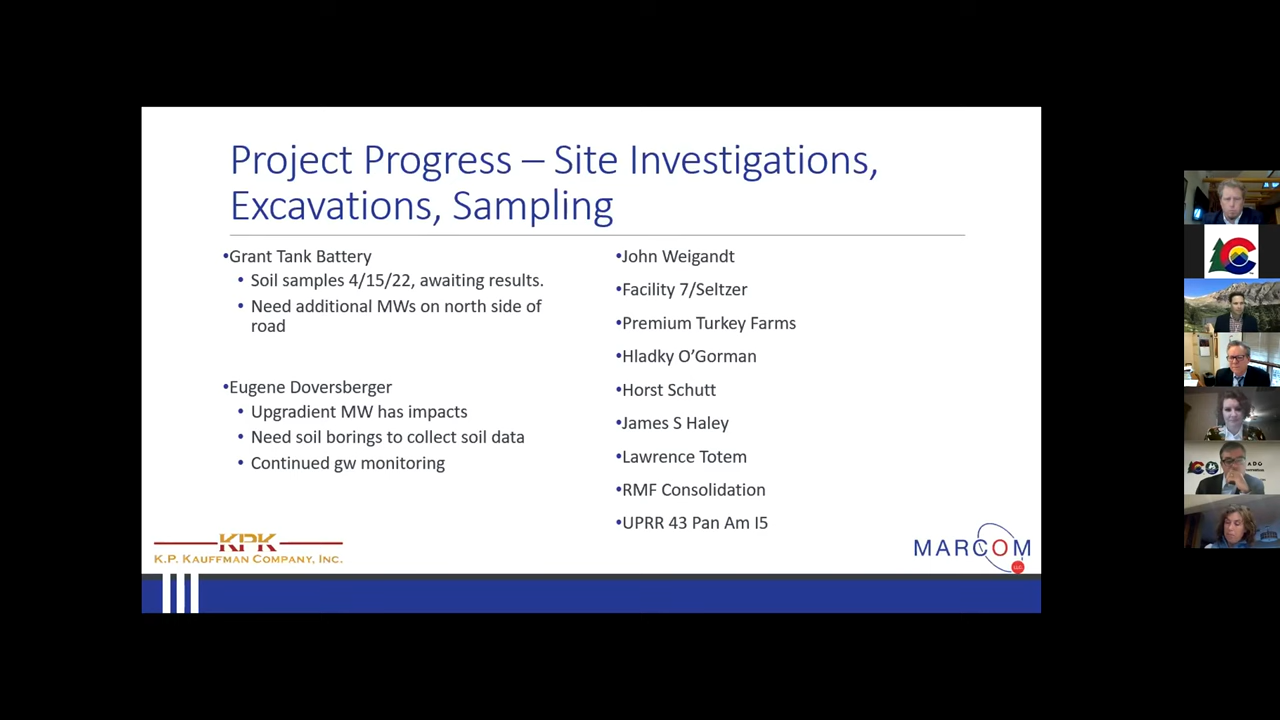 Project Progress – Site Investigations,
Excavations, Sampling
•Grant Tank Battery
• Soil samples 4/15/22, awaiting results.
• Need additional MWs on north side of
road
•Eugene Doversberger
• Upgradient MW has impacts
• Need soil borings to collect soil data
• Continued gw monitoring
•John Weigandt
•Facility 7/Seltzer
•Premium Turkey Farms
•Hladky O’Gorman
•Horst Schutt
•James S Haley
•Lawrence Totem
•RMF Consolidation
•UPRR 43 Pan Am I5
KPK
K.P. KAUFFMAN COMPANY, INC.
MARCOM
LLC